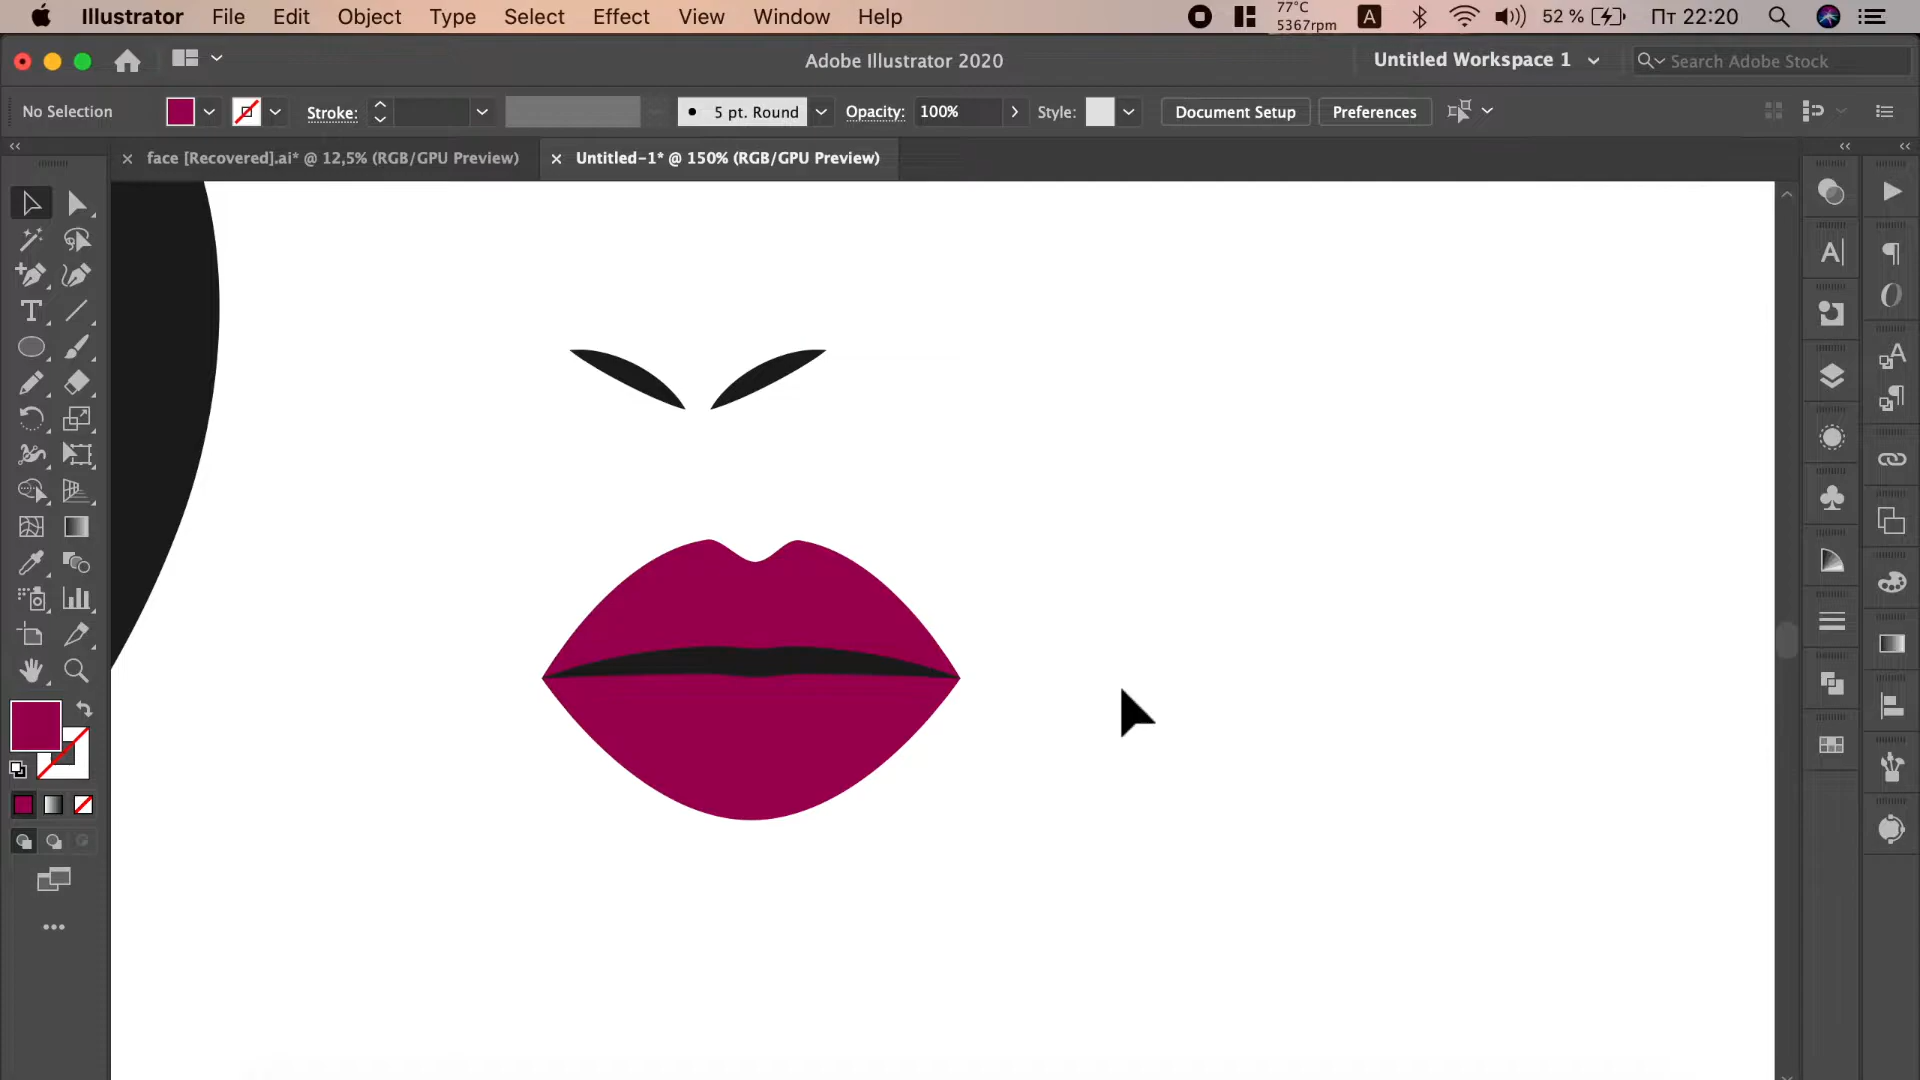 Illustrator File Edit Object Type Select Effect View Window Help 77°C 5367rpm A 52 % Пт 22:20
Adobe Illustrator 2020 Untitled Workspace 1 Search Adobe Stock
No Selection Stroke: 5 pt. Round Opacity: 100% Style: Document Setup Preferences
face [Recovered].ai* @ 12,5% (RGB/GPU Preview) Untitled-1* @ 150% (RGB/GPU Preview)